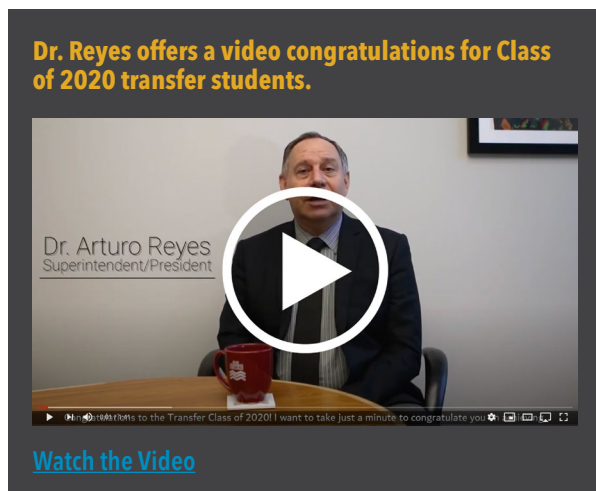 Dr. Reyes offers a video congratulations for Class
of 2020 transfer students.
Dr. Arturo Reyes
Superintendent/President
Congratulations to the Transfer Class of 2020! I want to take just a minute to congratulate you
Watch the Video